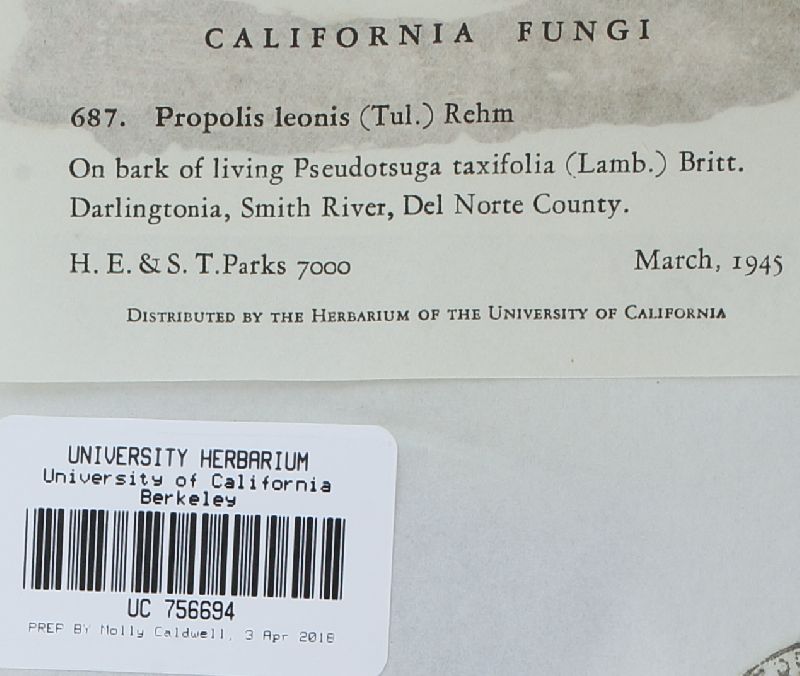 CALIFORNIA FUNGI
687. Propolis leonis (Tul.) Rehm
On bark of living Pseudotsuga taxifolia (Lamb.) Britt.
Darlingtonia, Smith River, Del Norte County.
H. E. & S. T. Parks 7000 March, 1945
DISTRIBUTED BY THE HERBARIUM OF THE UNIVERSITY OF CALIFORNIA
UNIVERSITY HERBARIUM
University of California
Berkeley
UC 756694
PREP BY Molly Caldwell, 3 Apr 2018